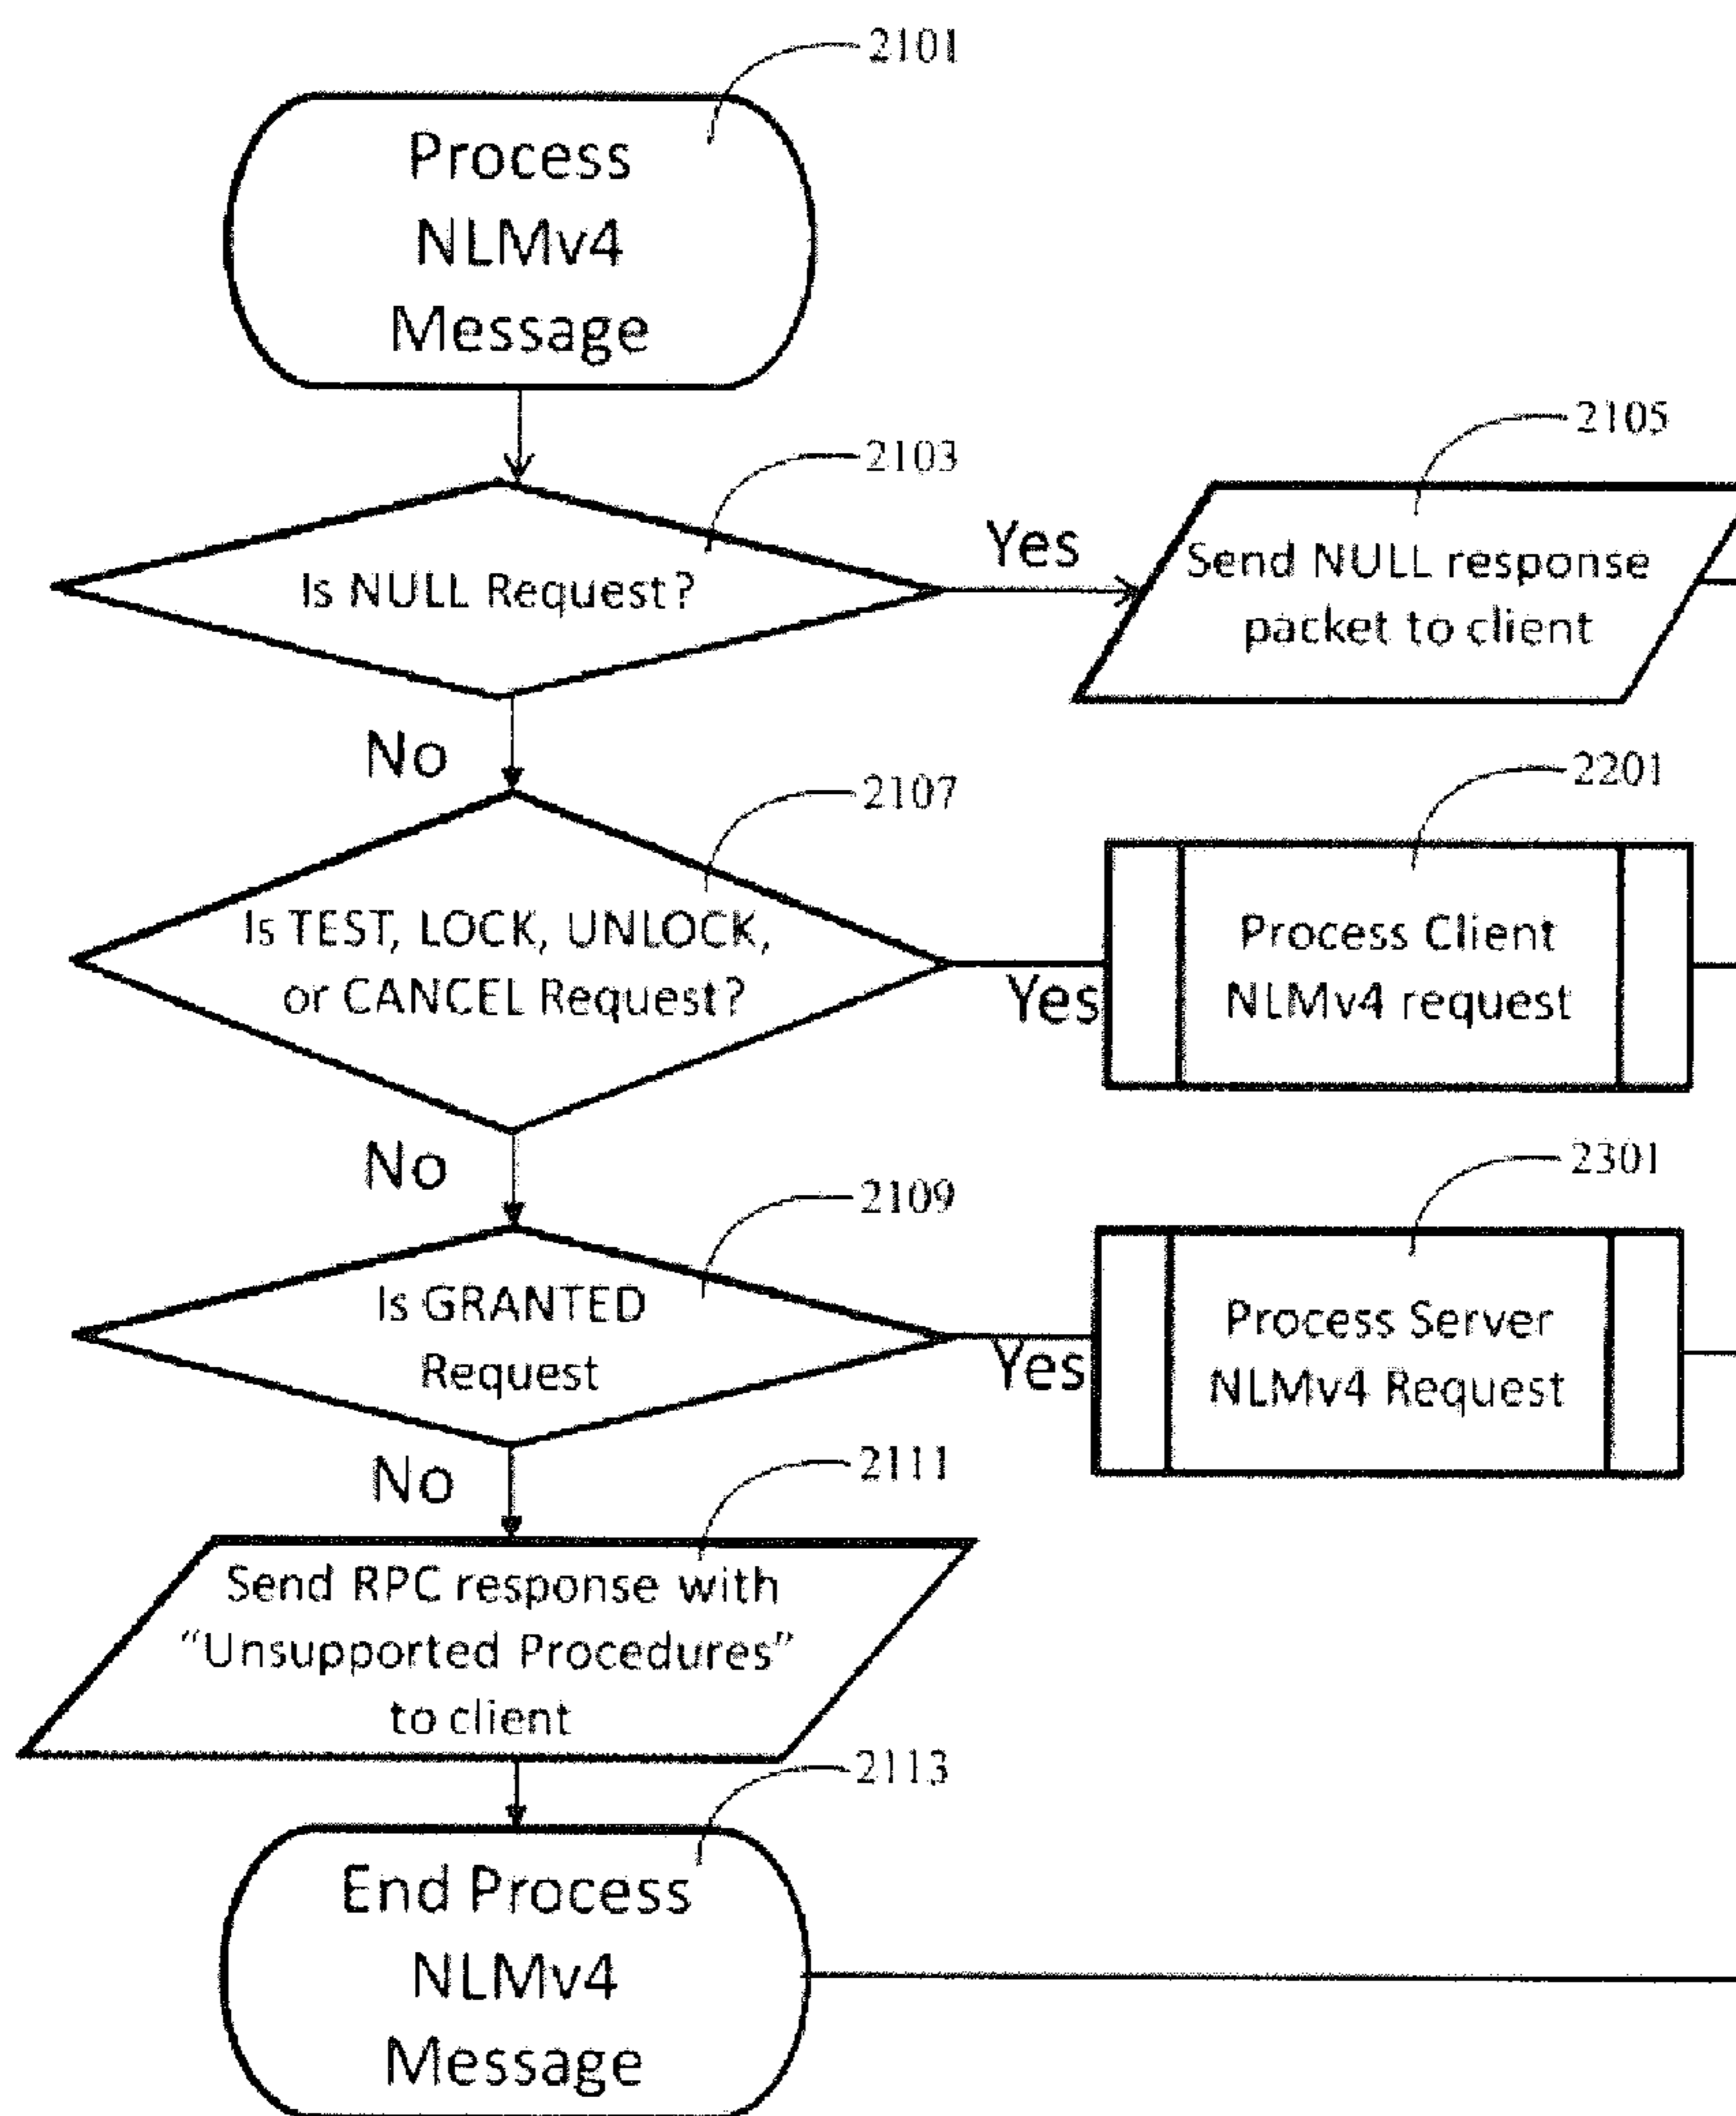 2101
Process
NLMv4
Message
2103
Is NULL Request?
Yes
2105
Send NULL response
packet to client
No
2107
Is TEST, LOCK, UNLOCK,
or CANCEL Request?
Yes
2201
Process Client
NLMv4 request
No
2109
Is GRANTED
Request
Yes
2301
Process Server
NLMv4 Request
No
2111
Send RPC response with
“Unsupported Procedures”
to client
2113
End Process
NLMv4
Message